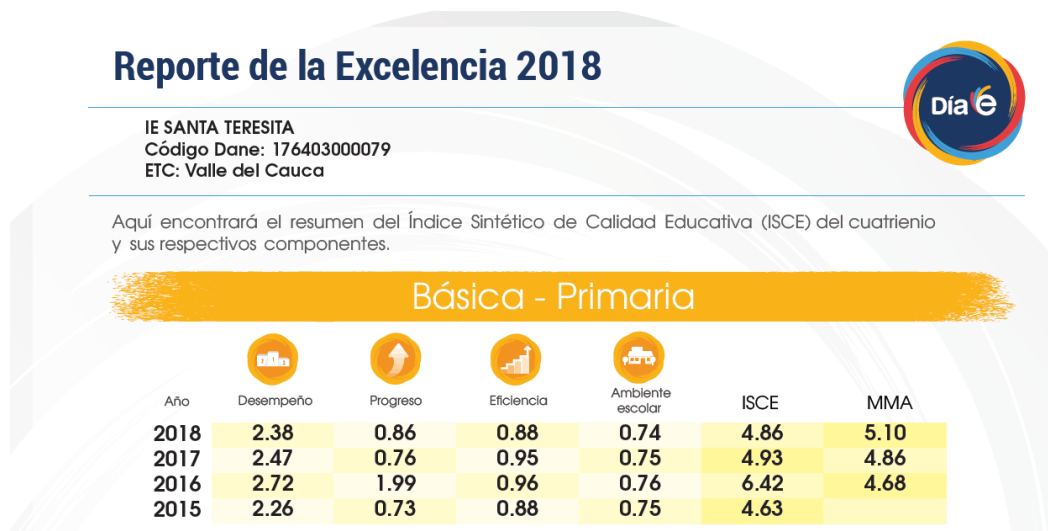 Reporte de la Excelencia 2018
Día e
IE SANTA TERESITA
Código Dane: 176403000079
ETC: Valle del Cauca
Aquí encontrará el resumen del Índice Sintético de Calidad Educativa (ISCE) del cuatrienio
y sus respectivos componentes.
Básica - Primaria
Año Desempeño Progreso Eficiencia Ambiente escolar ISCE MMA
2018 2.38 0.86 0.88 0.74 4.86 5.10
2017 2.47 0.76 0.95 0.75 4.93 4.86
2016 2.72 1.99 0.96 0.76 6.42 4.68
2015 2.26 0.73 0.88 0.75 4.63